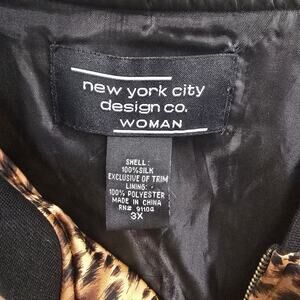 new york city
design co.
WOMAN
SHELL:
100%SILK
EXCLUSIVE OF TRIM
LINING:
100% POLYESTER
MADE IN CHINA
RN# 91104
3X